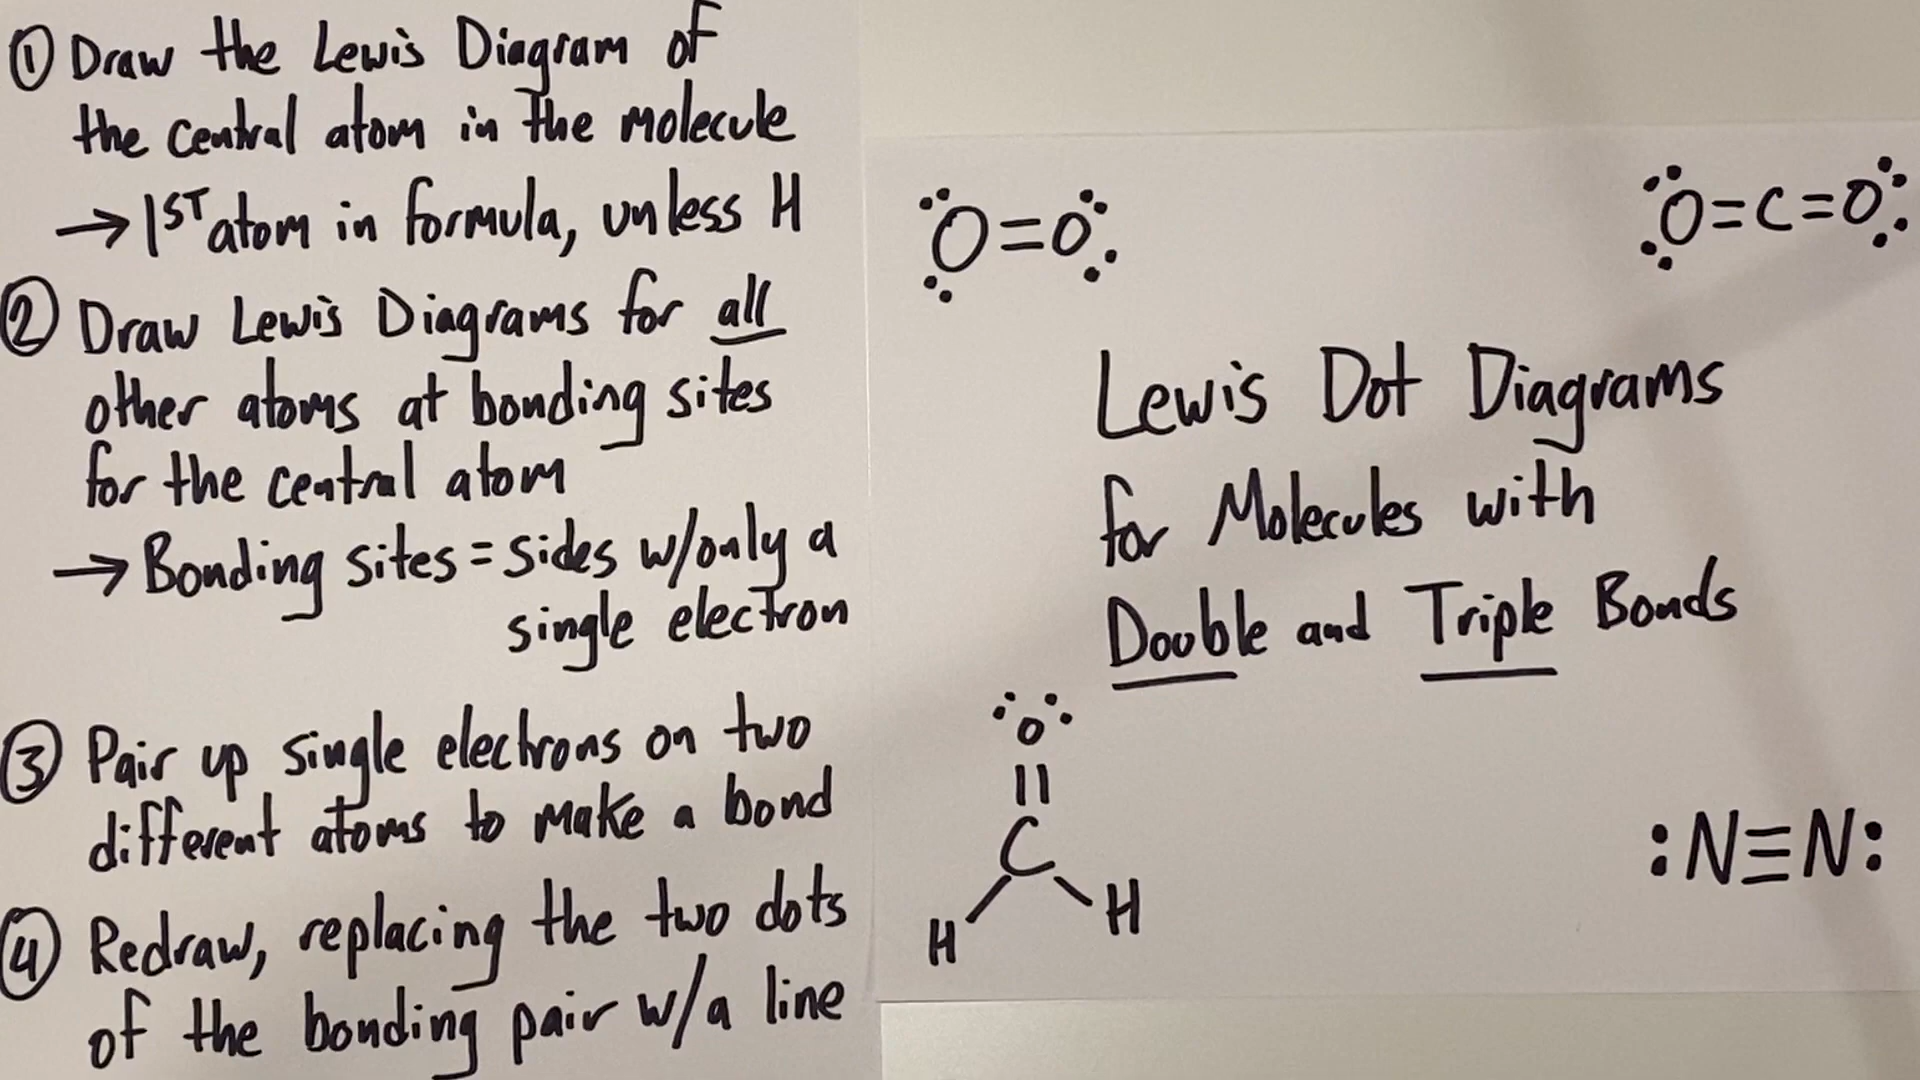 ① Draw the Lewis Diagram of
the central atom in the molecule
→ 1ST atom in formula, unless H
② Draw Lewis Diagrams for all
other atoms at bonding sites
for the central atom
→ Bonding sites = sides w/only a
single electron
③ Pair up single electrons on two
different atoms to make a bond
④ Redraw, replacing the two dots
of the bonding pair w/a line
O=O
O=C=O
Lewis Dot Diagrams
for Molecules with
Double and Triple Bonds
O
||
C
H H
:N≡N: